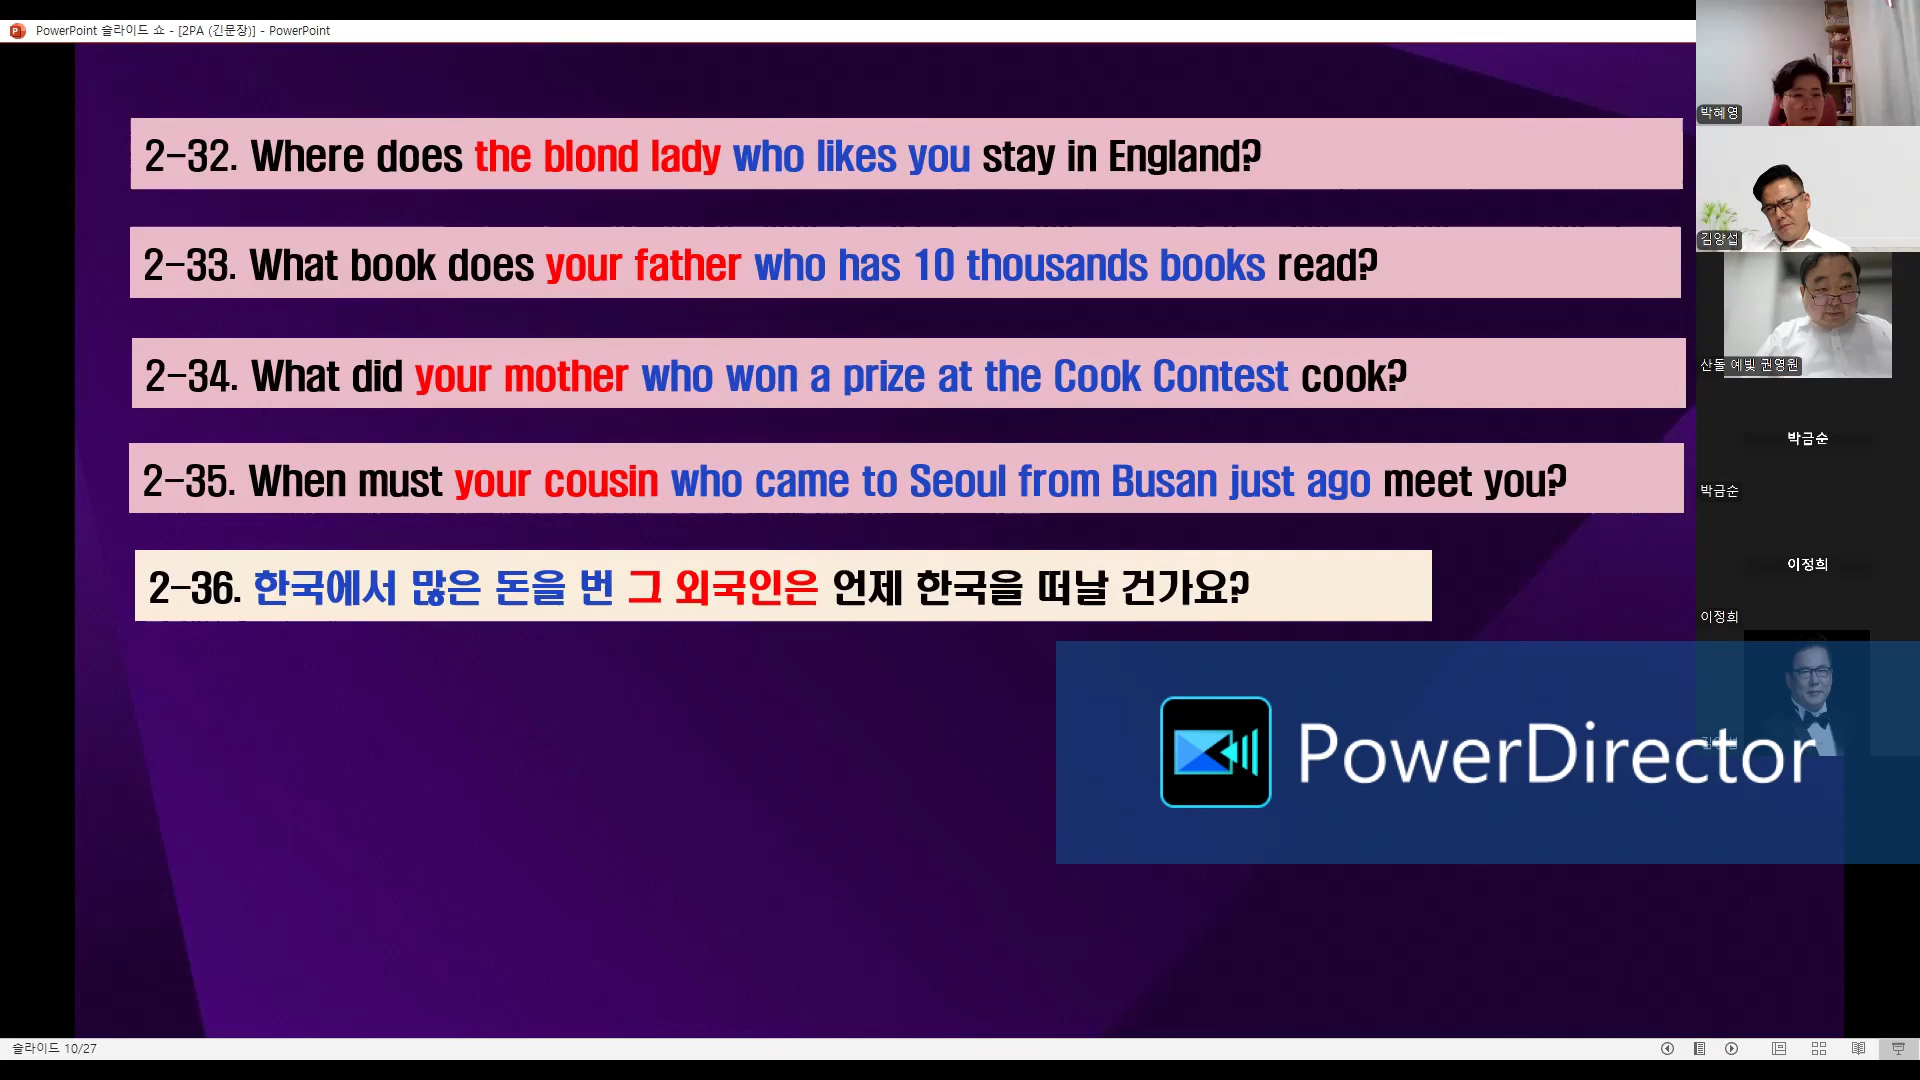 PowerPoint 슬라이드 쇼 - [2PA (긴문장)] - PowerPoint
2-32. Where does the blond lady who likes you stay in England?
2-33. What book does your father who has 10 thousands books read?
2-34. What did your mother who won a prize at the Cook Contest cook?
2-35. When must your cousin who came to Seoul from Busan just ago meet you?
2-36. 한국에서 많은 돈을 번 그 외국인은 언제 한국을 떠날 건가요?
박혜영
김양섭
산돌 예빛 권영원
박금순
박금순
이정희
이정희
PowerDirector
슬라이드 10/27